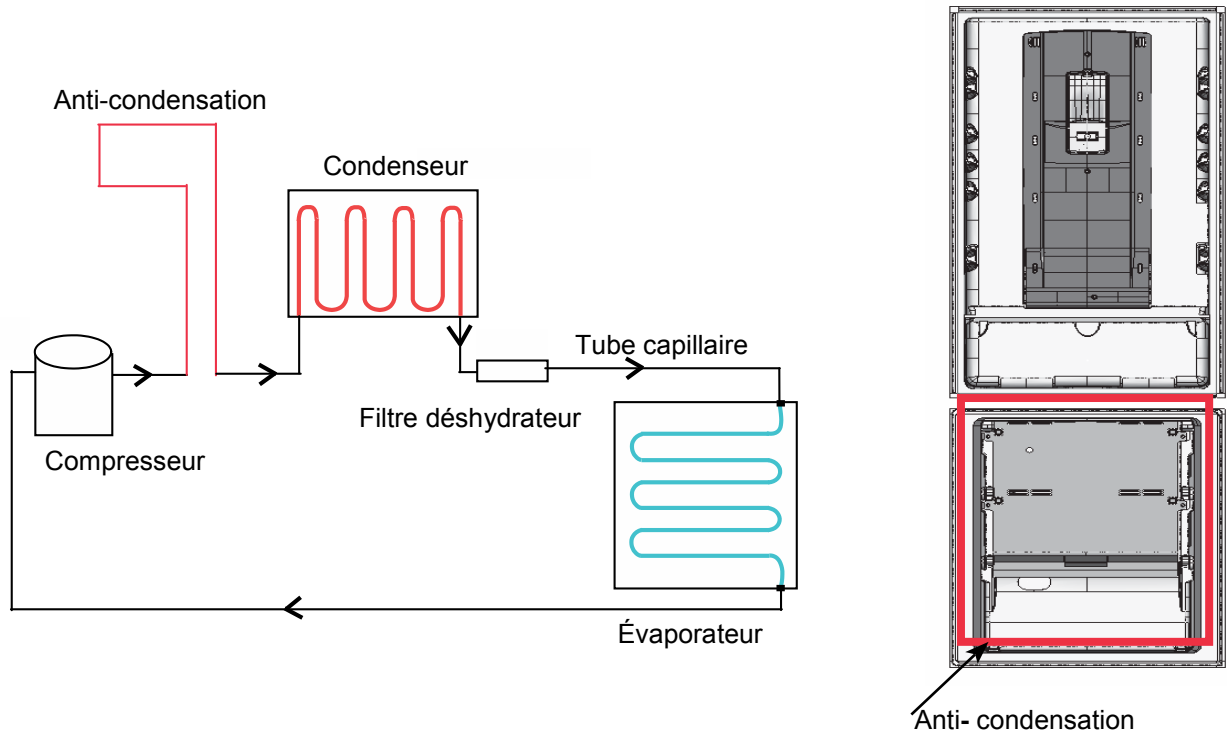 Anti-condensation
Condenseur
Tube capillaire
Filtre déshydrateur
Compresseur
Évaporateur
Anti- condensation